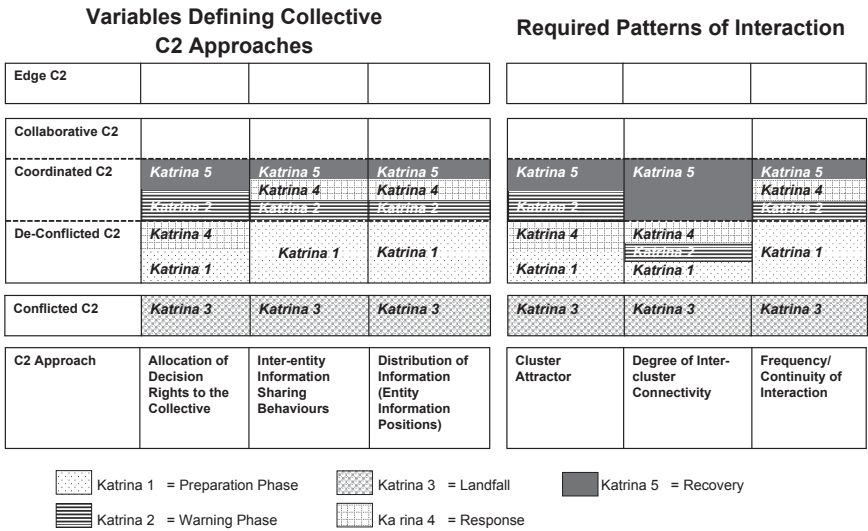 Variables Defining Collective
C2 Approaches
Required Patterns of Interaction
Edge C2
Collaborative C2
Coordinated C2
Katrina 5
Katrina 5
Katrina 5
Katrina 5
Katrina 5
Katrina 5
Katrina 4
Katrina 4
Katrina 4
Katrina 2
Katrina 2
Katrina 2
Katrina 2
Katrina 2
De-Conflicted C2
Katrina 4
Katrina 4
Katrina 4
Katrina 2
Katrina 1
Katrina 1
Katrina 1
Katrina 1
Katrina 1
Katrina 1
Conflicted C2
Katrina 3
Katrina 3
Katrina 3
Katrina 3
Katrina 3
Katrina 3
C2 Approach
Allocation of
Decision
Rights to the
Collective
Inter-entity
Information
Sharing
Behaviours
Distribution of
Information
(Entity
Information
Positions)
Cluster
Attractor
Degree of Inter-
cluster
Connectivity
Frequency/
Continuity of
Interaction
Katrina 1 = Preparation Phase
Katrina 3 = Landfall
Katrina 5 = Recovery
Katrina 2 = Warning Phase
Ka rina 4 = Response